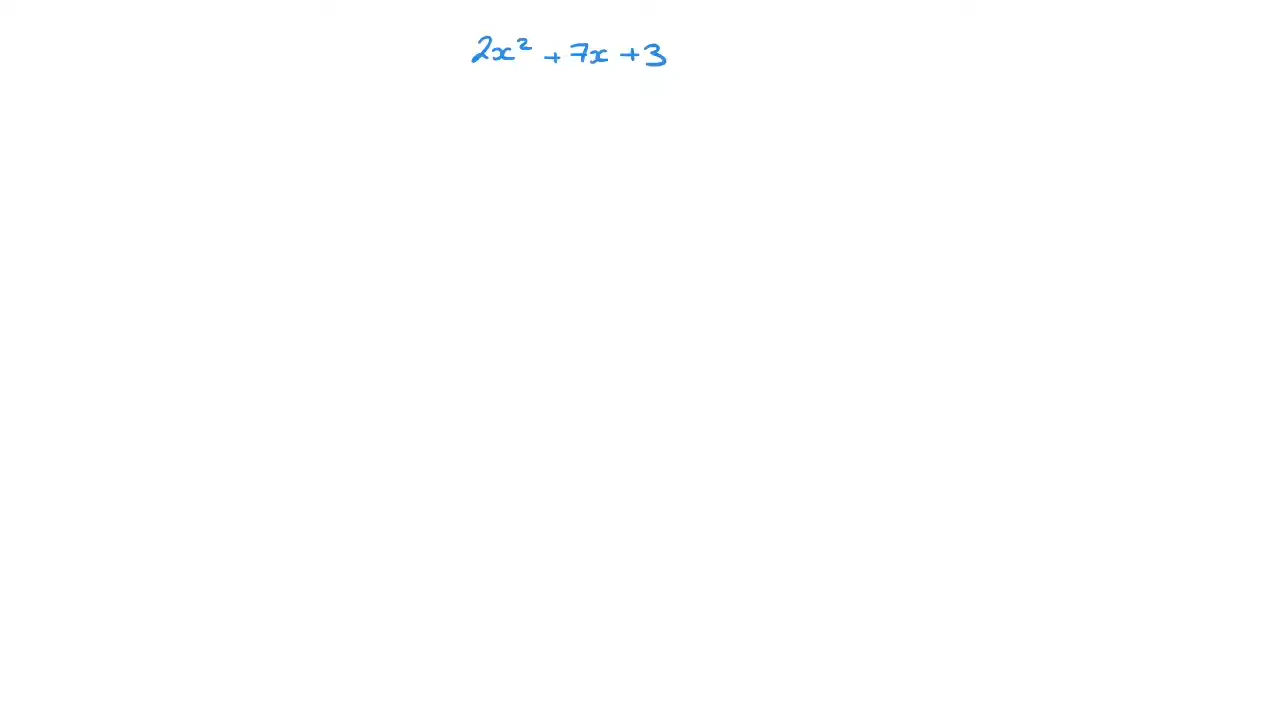 2x² + 7x + 3